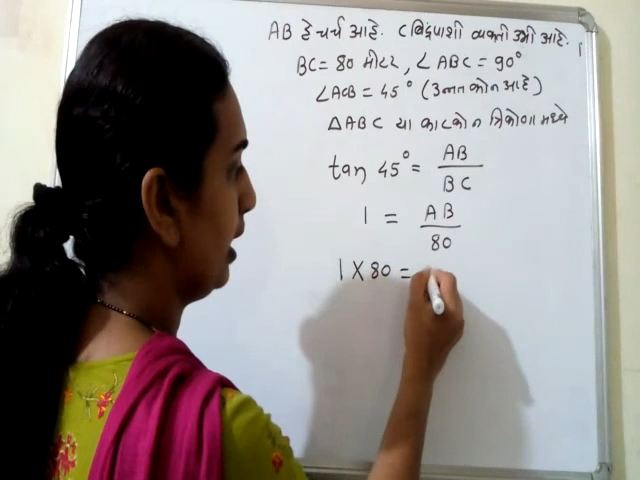 AB हे चर्च आहे. C बिंदूपाशी व्यक्ती उभी आहे.
BC = 80 मीटर, ∠ABC = 90°
∠ACB = 45° (उन्नत कोन आहे)
△ABC या काटकोन त्रिकोणामध्ये
tan 45° = AB / BC
1 = AB / 80
1 X 80 =